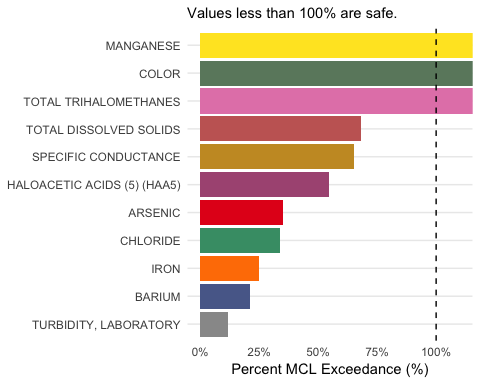 Values less than 100% are safe.
MANGANESE
COLOR
TOTAL TRIHALOMETHANES
TOTAL DISSOLVED SOLIDS
SPECIFIC CONDUCTANCE
HALOACETIC ACIDS (5) (HAA5)
ARSENIC
CHLORIDE
IRON
BARIUM
TURBIDITY, LABORATORY
0% 25% 50% 75% 100%
Percent MCL Exceedance (%)